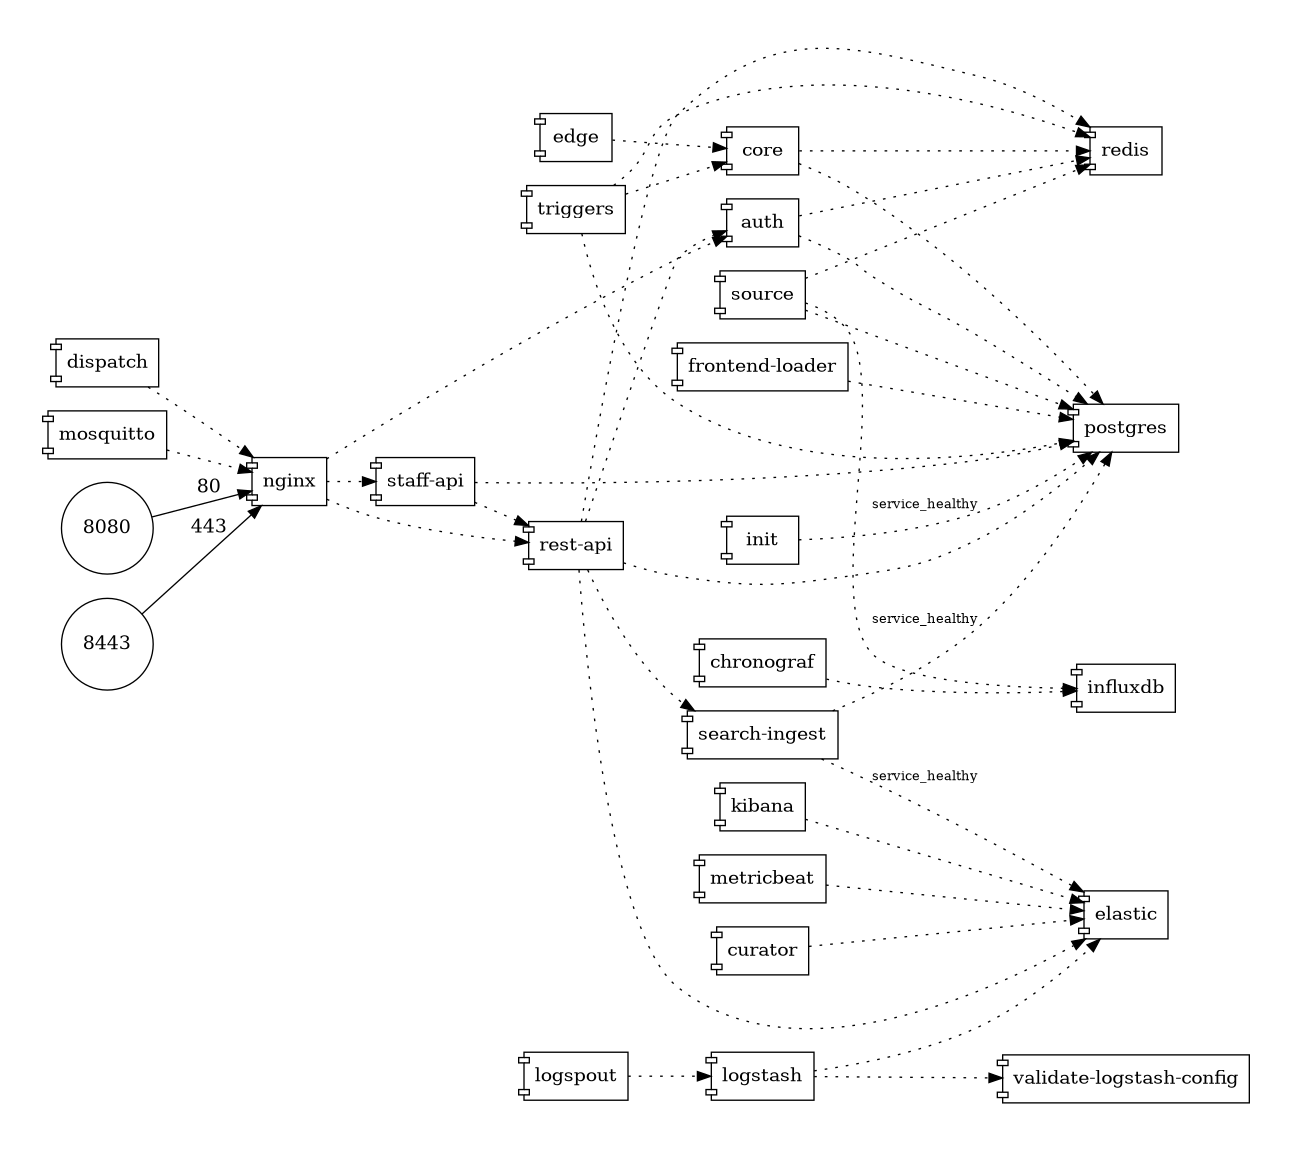 edge
core
redis
triggers
auth
source
dispatch
frontend-loader
mosquitto
postgres
nginx
staff-api
80
8080
443
service_healthy
rest-api
init
8443
service_healthy
chronograf
influxdb
search-ingest
service_healthy
kibana
metricbeat
elastic
curator
logspout
logstash
validate-logstash-config